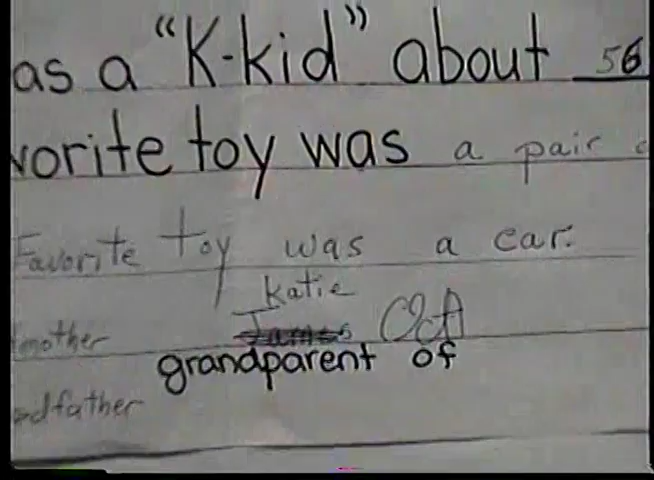 as a "K-kid" about 56
vorite toy was a pair
Favorite toy was a car.
Katie
James
mother
grandparent of
dfather